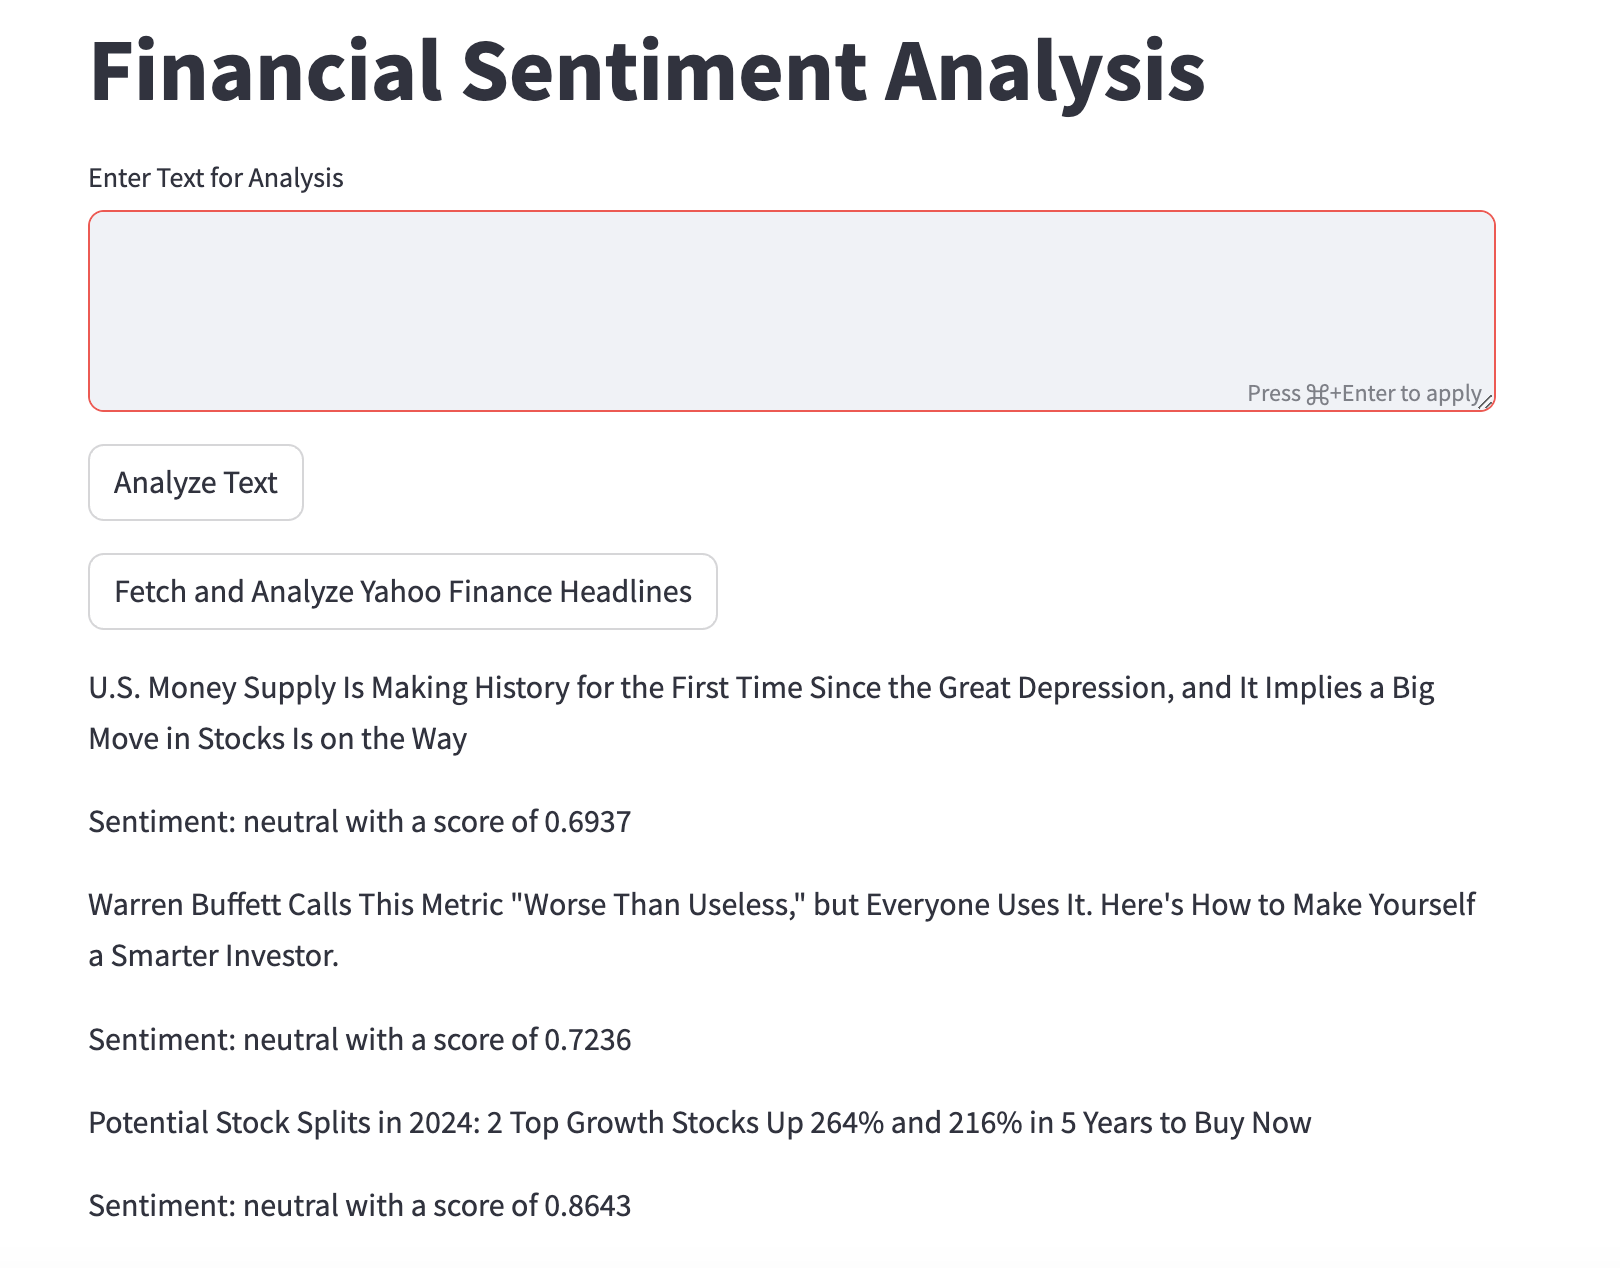 Financial Sentiment Analysis
Enter Text for Analysis
Press ⌘+Enter to apply
Analyze Text
Fetch and Analyze Yahoo Finance Headlines
U.S. Money Supply Is Making History for the First Time Since the Great Depression, and It Implies a Big
Move in Stocks Is on the Way
Sentiment: neutral with a score of 0.6937
Warren Buffett Calls This Metric "Worse Than Useless," but Everyone Uses It. Here's How to Make Yourself
a Smarter Investor.
Sentiment: neutral with a score of 0.7236
Potential Stock Splits in 2024: 2 Top Growth Stocks Up 264% and 216% in 5 Years to Buy Now
Sentiment: neutral with a score of 0.8643